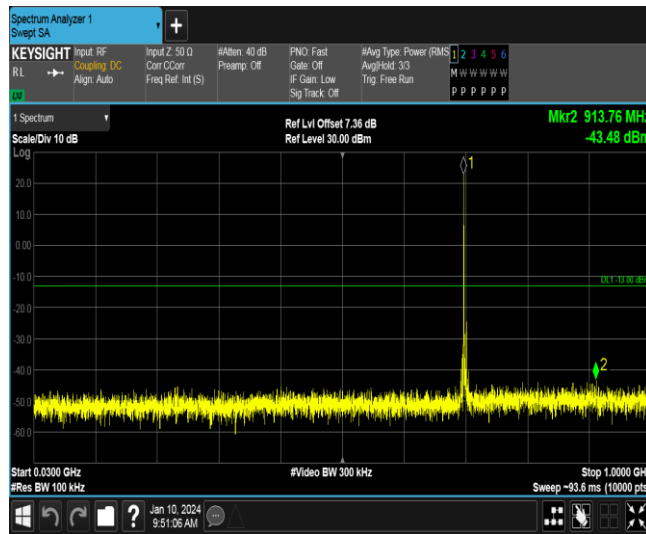 Spectrum Analyzer 1
Swept SA
+
KEYSIGHT Input: RF Input Z: 50 Ω #Atten: 40 dB PNO: Fast #Avg Type: Power (RMS 1 2 3 4 5 6
RL Coupling: DC Corr CCorr Preamp: Off Gate: Off Avg|Hold: 3/3 M W W W W W
Align: Auto Freq Ref: Int (S) IF Gain: Low Trig: Free Run
Sig Track: Off P P P P P P
1 Spectrum Ref Lvl Offset 7.36 dB Mkr2 913.76 MHz
Scale/Div 10 dB Ref Level 30.00 dBm -43.48 dBm
Log
1
20.0
10.0
0.00
-10.0
DL1 -13.00 dBm
-20.0
-30.0
2
-40.0
-50.0
-60.0
Start 0.0300 GHz #Video BW 300 kHz Stop 1.0000 GH
#Res BW 100 kHz Sweep ~93.6 ms (10000 pts
? Jan 10, 2024
9:51:06 AM